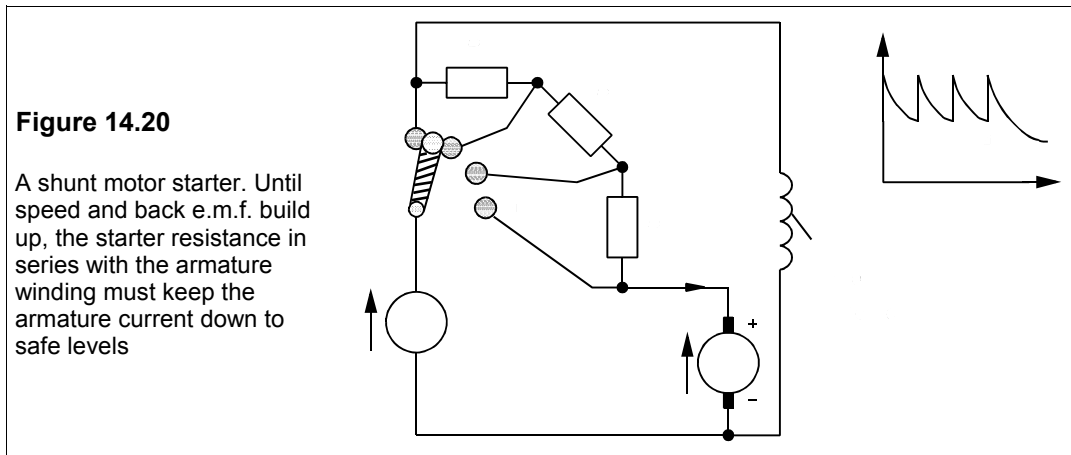 Figure 14.20
A shunt motor starter. Until
speed and back e.m.f. build
up, the starter resistance in
series with the armature
winding must keep the
armature current down to
safe levels
+
–